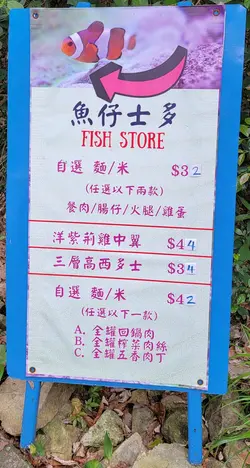 魚仔士多
FISH STORE
自選 麵/米 $32
(任選以下兩款)
餐肉/腸仔/火腿/雞蛋
洋紫荊雞中翼 $44
三層高西多士 $34
自選 麵/米 $42
(任選以下一款)
A. 全罐回鍋肉
B. 全罐榨菜肉絲
C. 全罐五香肉丁